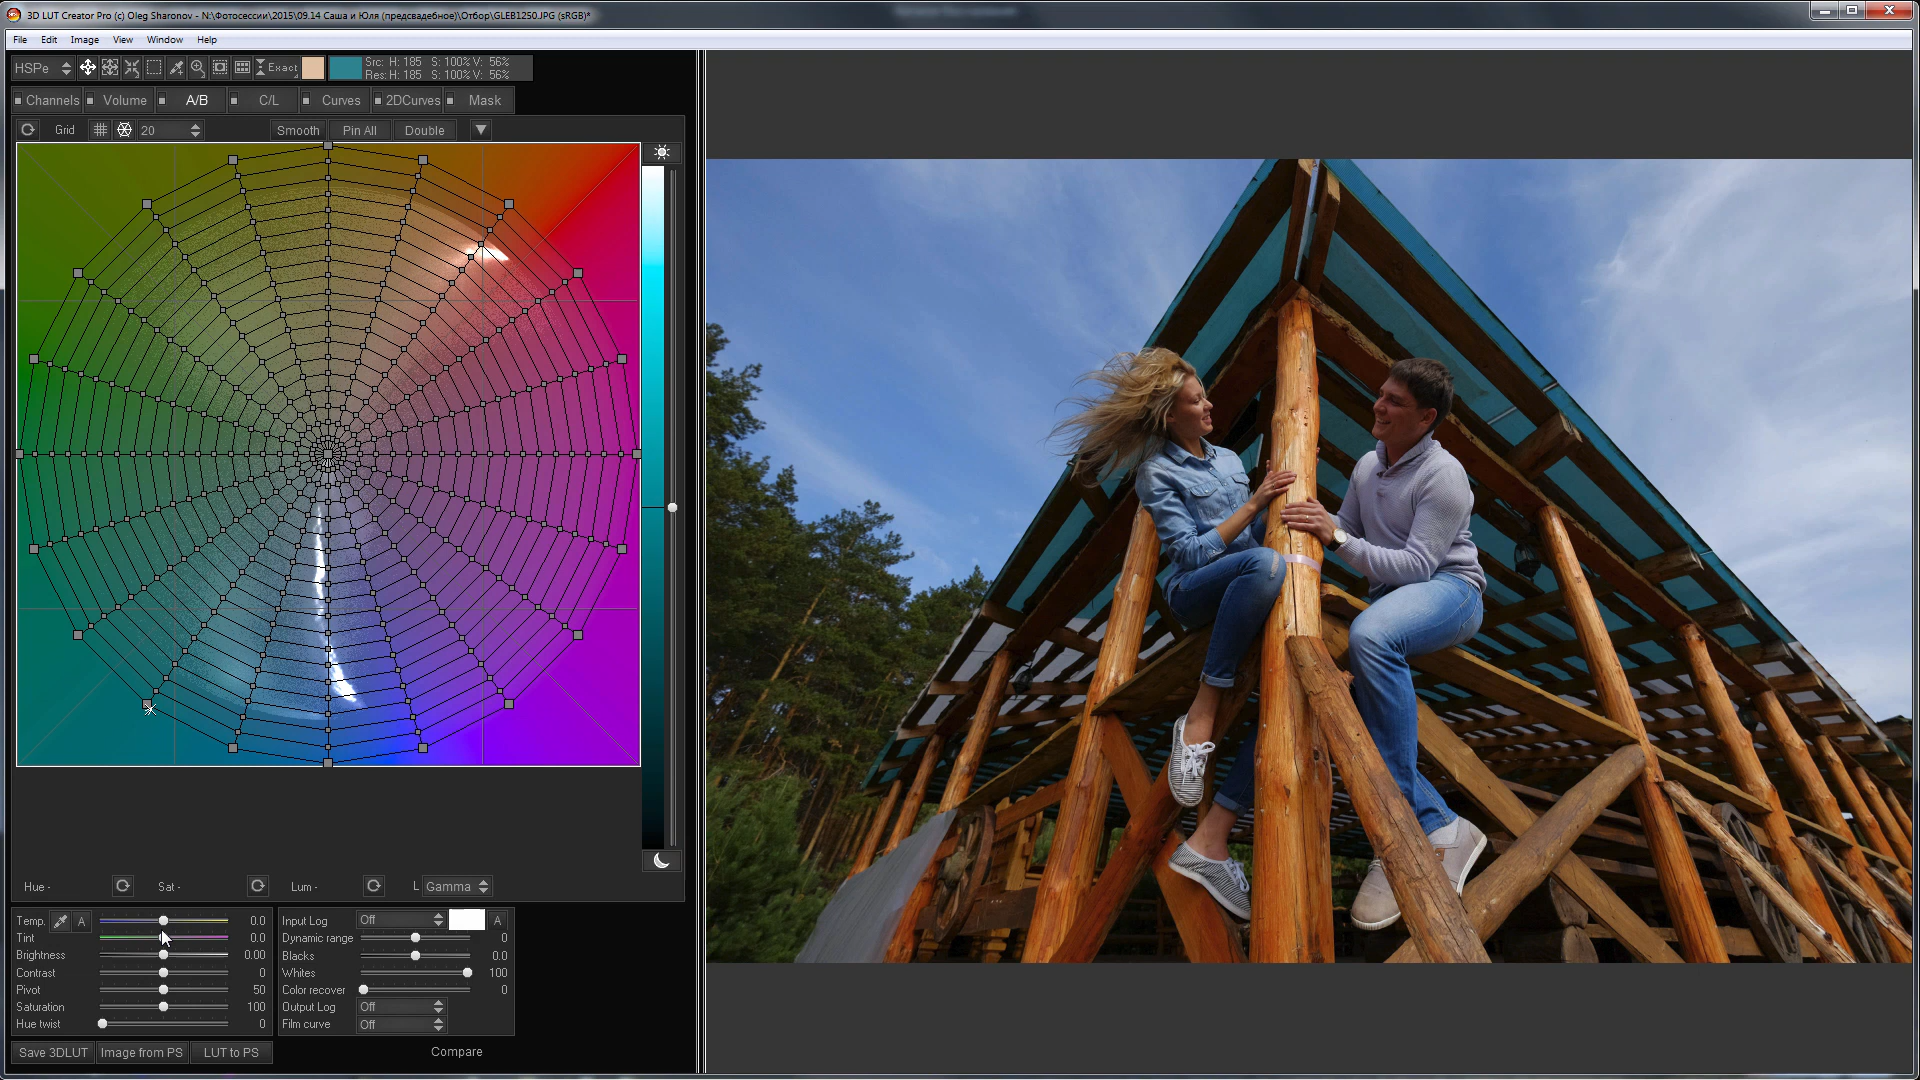 3D LUT Creator Pro (c) Oleg Sharonov - N:\Фотосессии\2015\09.14 Саша и Юля (предсвадебное)\Отбор\GLEB1250.JPG (sRGB)*
File Edit Image View Window Help
HSPe Exact Src: H: 185 S: 100% V: 56%
Res: H: 185 S: 100% V: 56%
Channels Volume A/B C/L Curves 2DCurves Mask
Grid 20 Smooth Pin All Double
Hue - Sat - Lum - L Gamma
Temp. A 0.0 Input Log Off A
Tint 0.0 Dynamic range 0
Brightness 0.00 Blacks 0.0
Contrast 0 Whites 100
Pivot 50 Color recover 0
Saturation 100 Output Log Off
Hue twist 0 Film curve Off
Save 3DLUT Image from PS LUT to PS Compare